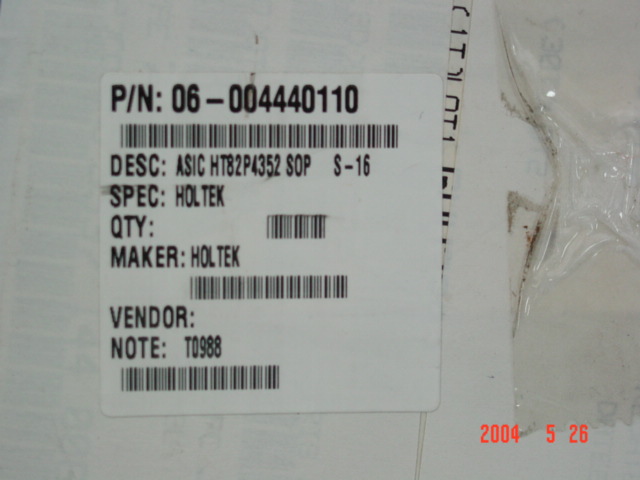 P/N: 06-004440110
DESC: ASIC HT82P4352 SOP S-16
SPEC: HOLTEK
QTY:
MAKER: HOLTEK
VENDOR:
NOTE: T0988
2004 5 26